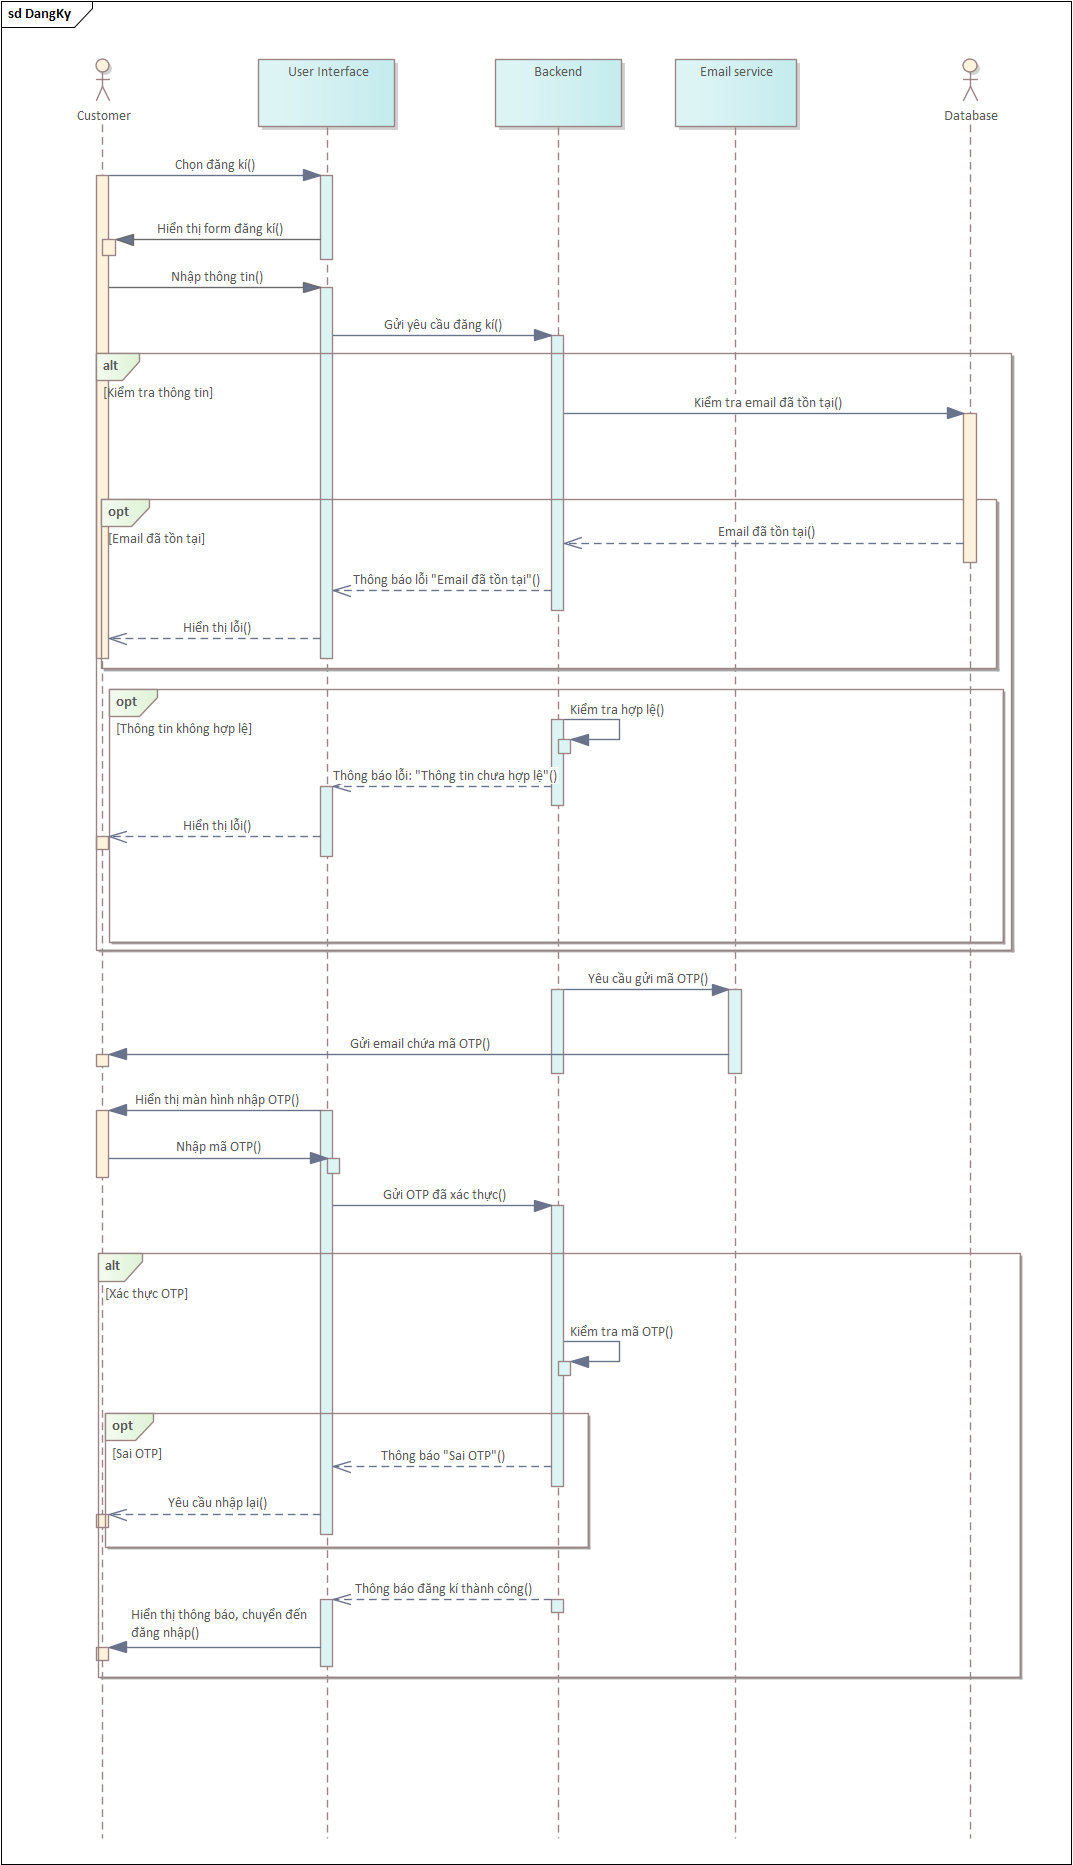 sd DangKy
User Interface
Backend
Email service
Customer
Database
Chọn đăng kí()
Hiển thị form đăng kí()
Nhập thông tin()
Gửi yêu cầu đăng kí()
alt
[Kiểm tra thông tin]
Kiểm tra email đã tồn tại()
opt
[Email đã tồn tại]
Email đã tồn tại()
Thông báo lỗi "Email đã tồn tại"()
Hiển thị lỗi()
opt
[Thông tin không hợp lệ]
Kiểm tra hợp lệ()
Thông báo lỗi: "Thông tin chưa hợp lệ"()
Hiển thị lỗi()
Yêu cầu gửi mã OTP()
Gửi email chứa mã OTP()
Hiển thị màn hình nhập OTP()
Nhập mã OTP()
Gửi OTP đã xác thực()
alt
[Xác thực OTP]
Kiểm tra mã OTP()
opt
[Sai OTP]
Thông báo "Sai OTP"()
Yêu cầu nhập lại()
Thông báo đăng kí thành công()
Hiển thị thông báo, chuyển đến
đăng nhập()